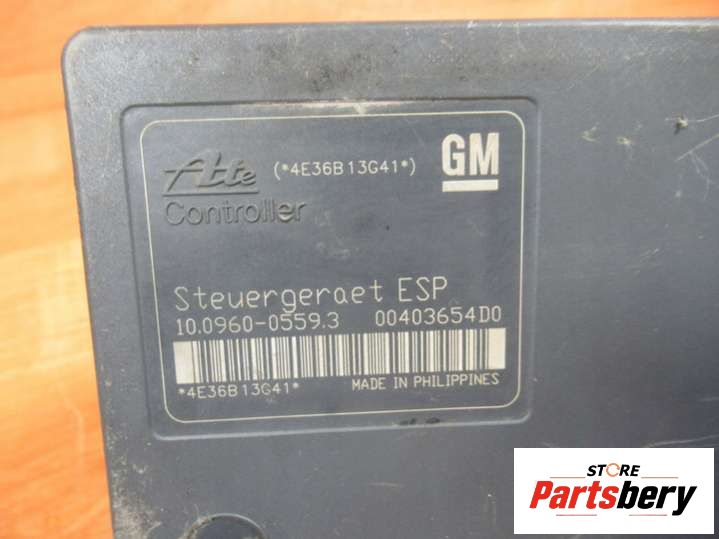 Ate
(*4E36B13G41*)
GM
Controller
Steuergeraet ESP
10.0960-0559.3 00403654D0
*4E36B13G41*
MADE IN PHILIPPINES
STORE
Partsbery